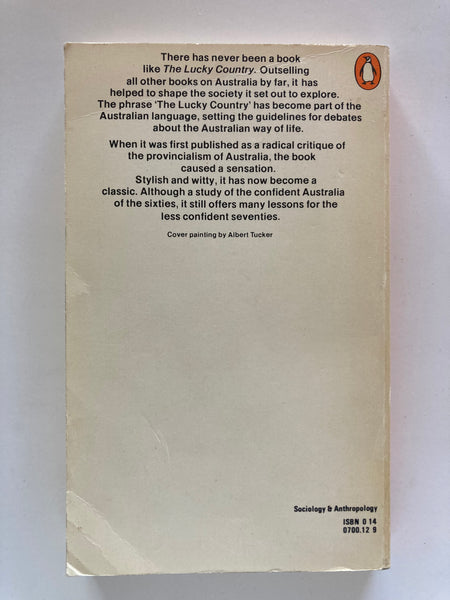 There has never been a book
like The Lucky Country. Outselling
all other books on Australia by far, it has
helped to shape the society it set out to explore.
The phrase 'The Lucky Country' has become part of the
Australian language, setting the guidelines for debates
about the Australian way of life.
When it was first published as a radical critique of
the provincialism of Australia, the book
caused a sensation.
Stylish and witty, it has now become a
classic. Although a study of the confident Australia
of the sixties, it still offers many lessons for the
less confident seventies.
Cover painting by Albert Tucker
Sociology & Anthropology
ISBN 0 14
0700.12 9